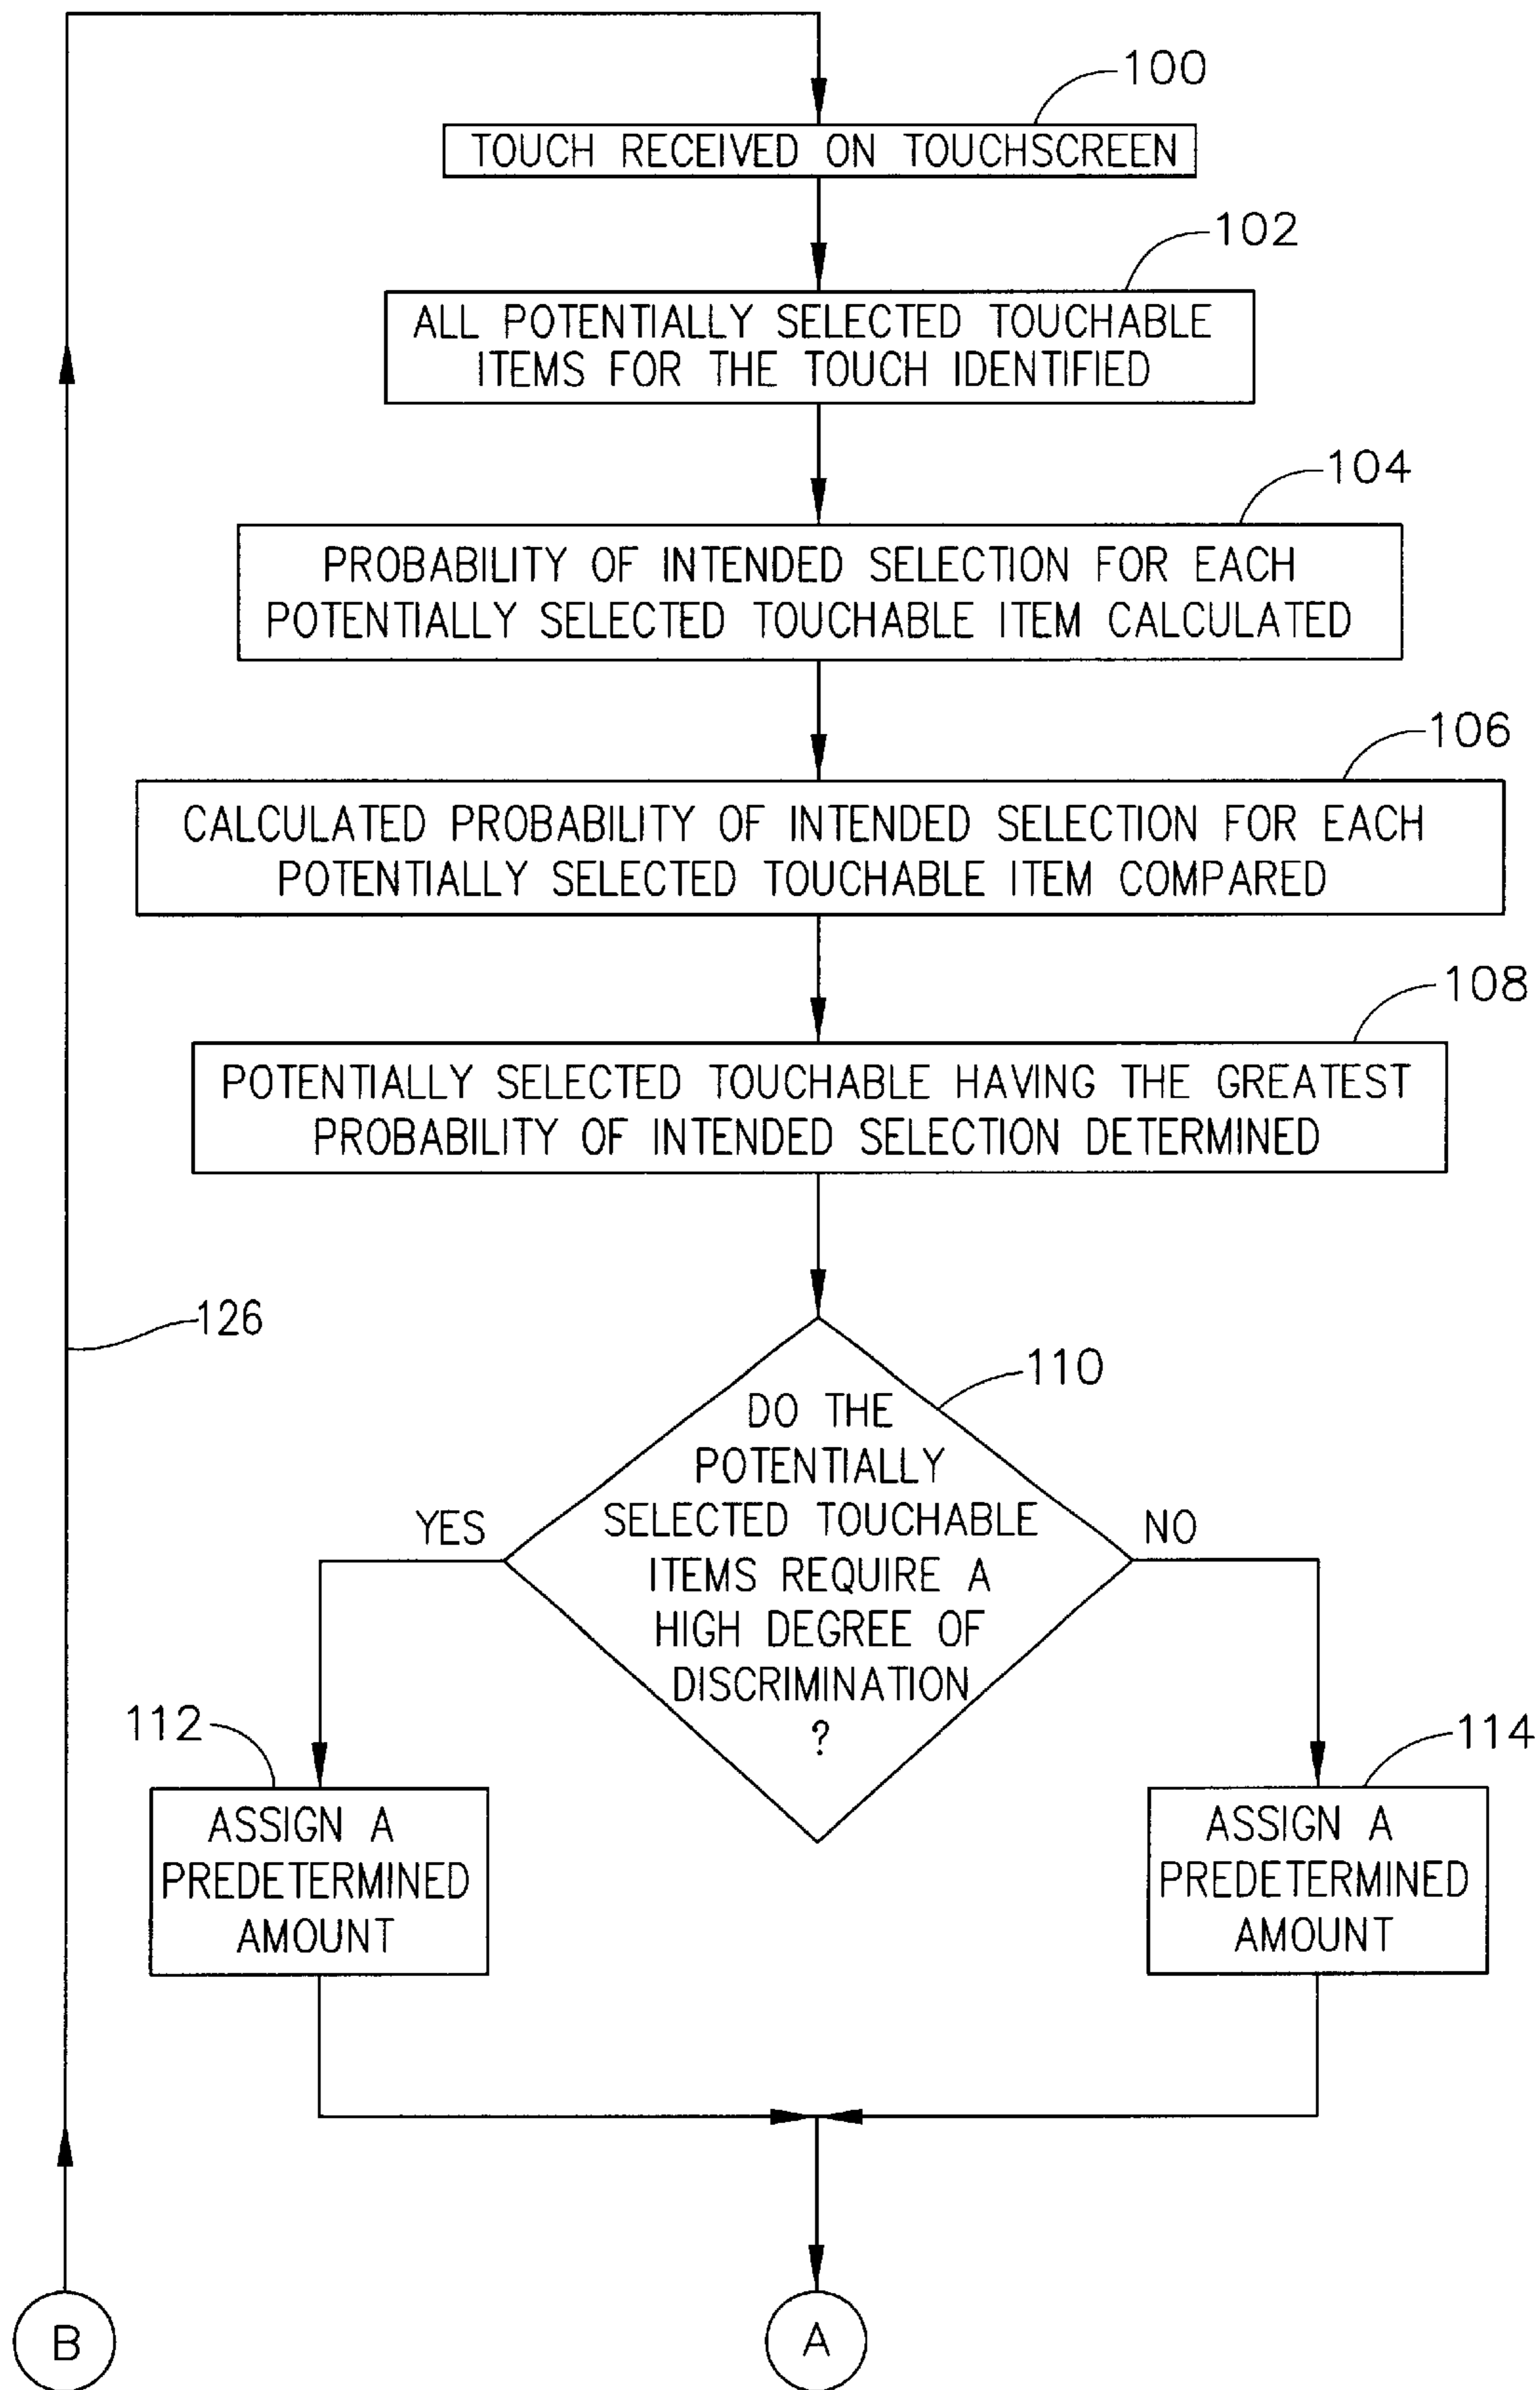 100
TOUCH RECEIVED ON TOUCHSCREEN
102
ALL POTENTIALLY SELECTED TOUCHABLE
ITEMS FOR THE TOUCH IDENTIFIED
104
PROBABILITY OF INTENDED SELECTION FOR EACH
POTENTIALLY SELECTED TOUCHABLE ITEM CALCULATED
106
CALCULATED PROBABILITY OF INTENDED SELECTION FOR EACH
POTENTIALLY SELECTED TOUCHABLE ITEM COMPARED
108
POTENTIALLY SELECTED TOUCHABLE HAVING THE GREATEST
PROBABILITY OF INTENDED SELECTION DETERMINED
126
110
DO THE
POTENTIALLY
SELECTED TOUCHABLE
ITEMS REQUIRE A
HIGH DEGREE OF
DISCRIMINATION
?
YES
NO
112
ASSIGN A
PREDETERMINED
AMOUNT
114
ASSIGN A
PREDETERMINED
AMOUNT
B
A